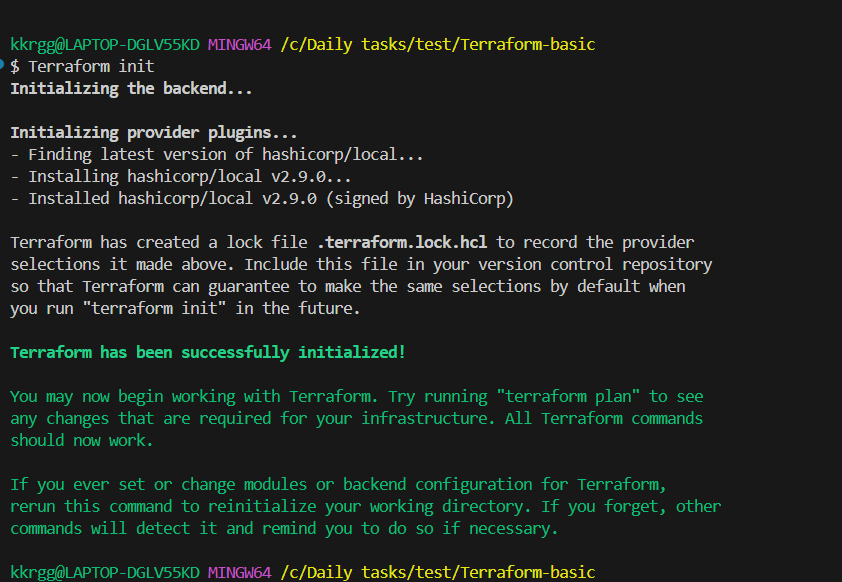 kkrgg@LAPTOP-DGLV55KD MINGW64 /c/Daily tasks/test/Terraform-basic
$ Terraform init
Initializing the backend...
Initializing provider plugins...
- Finding latest version of hashicorp/local...
- Installing hashicorp/local v2.9.0...
- Installed hashicorp/local v2.9.0 (signed by HashiCorp)
Terraform has created a lock file .terraform.lock.hcl to record the provider
selections it made above. Include this file in your version control repository
so that Terraform can guarantee to make the same selections by default when
you run "terraform init" in the future.
Terraform has been successfully initialized!
You may now begin working with Terraform. Try running "terraform plan" to see
any changes that are required for your infrastructure. All Terraform commands
should now work.
If you ever set or change modules or backend configuration for Terraform,
rerun this command to reinitialize your working directory. If you forget, other
commands will detect it and remind you to do so if necessary.
kkrgg@LAPTOP-DGLV55KD MINGW64 /c/Daily tasks/test/Terraform-basic